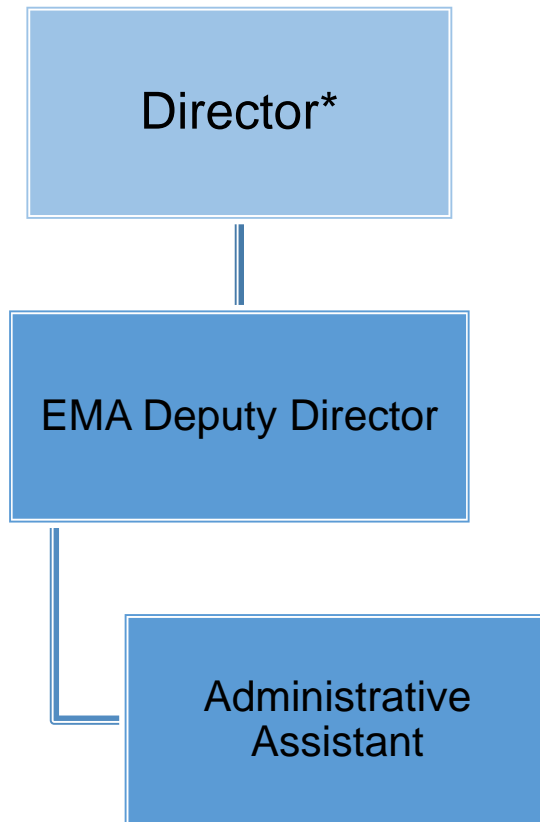 Director*
EMA Deputy Director
Administrative
Assistant